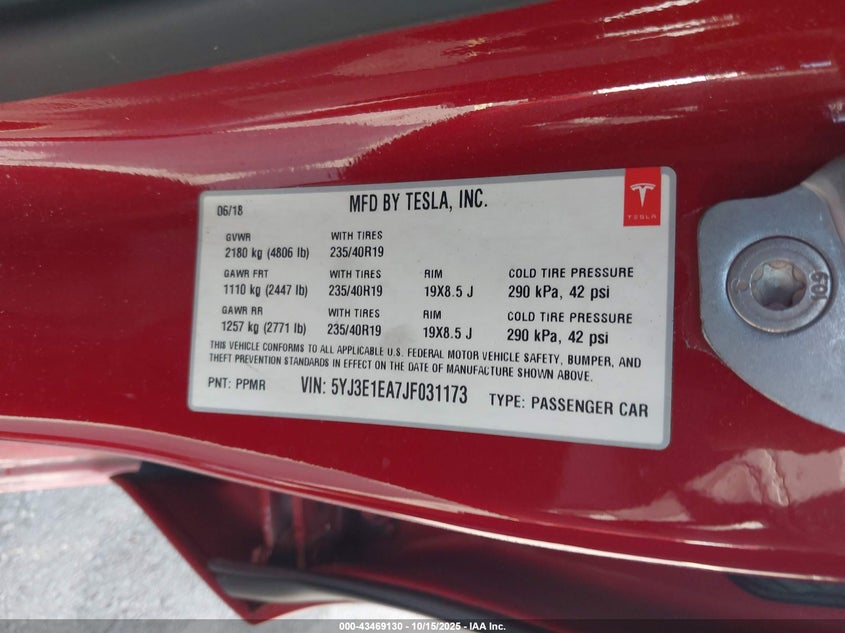 06/18 MFD BY TESLA, INC.
TESLA
GVWR WITH TIRES
2180 kg (4806 lb) 235/40R19
GAWR FRT WITH TIRES RIM COLD TIRE PRESSURE
1110 kg (2447 lb) 235/40R19 19X8.5 J 290 kPa, 42 psi
GAWR RR WITH TIRES RIM COLD TIRE PRESSURE
1257 kg (2771 lb) 235/40R19 19X8.5 J 290 kPa, 42 psi
THIS VEHICLE CONFORMS TO ALL APPLICABLE U.S. FEDERAL MOTOR VEHICLE SAFETY, BUMPER, AND
THEFT PREVENTION STANDARDS IN EFFECT ON THE DATE OF MANUFACTURE SHOWN ABOVE.
PNT: PPMR VIN: 5YJ3E1EA7JF031173 TYPE: PASSENGER CAR
10.9
000-43469130 - 10/15/2025 - IAA Inc.